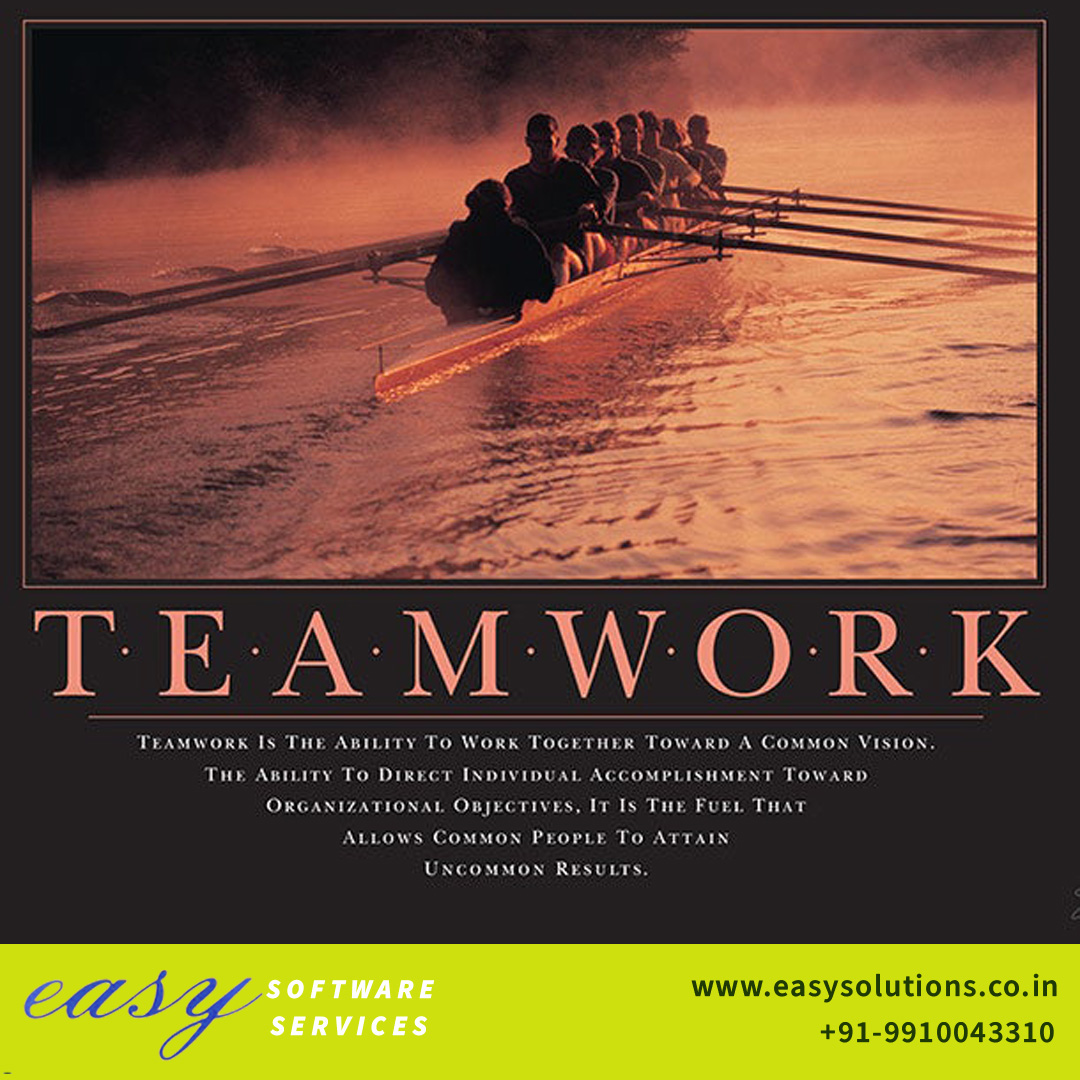 T·E·A·M·W·O·R·K
Teamwork Is The Ability To Work Together Toward A Common Vision.
The Ability To Direct Individual Accomplishment Toward
Organizational Objectives, It Is The Fuel That
Allows Common People To Attain
Uncommon Results.
easy SOFTWARE
SERVICES
www.easysolutions.co.in
+91-9910043310